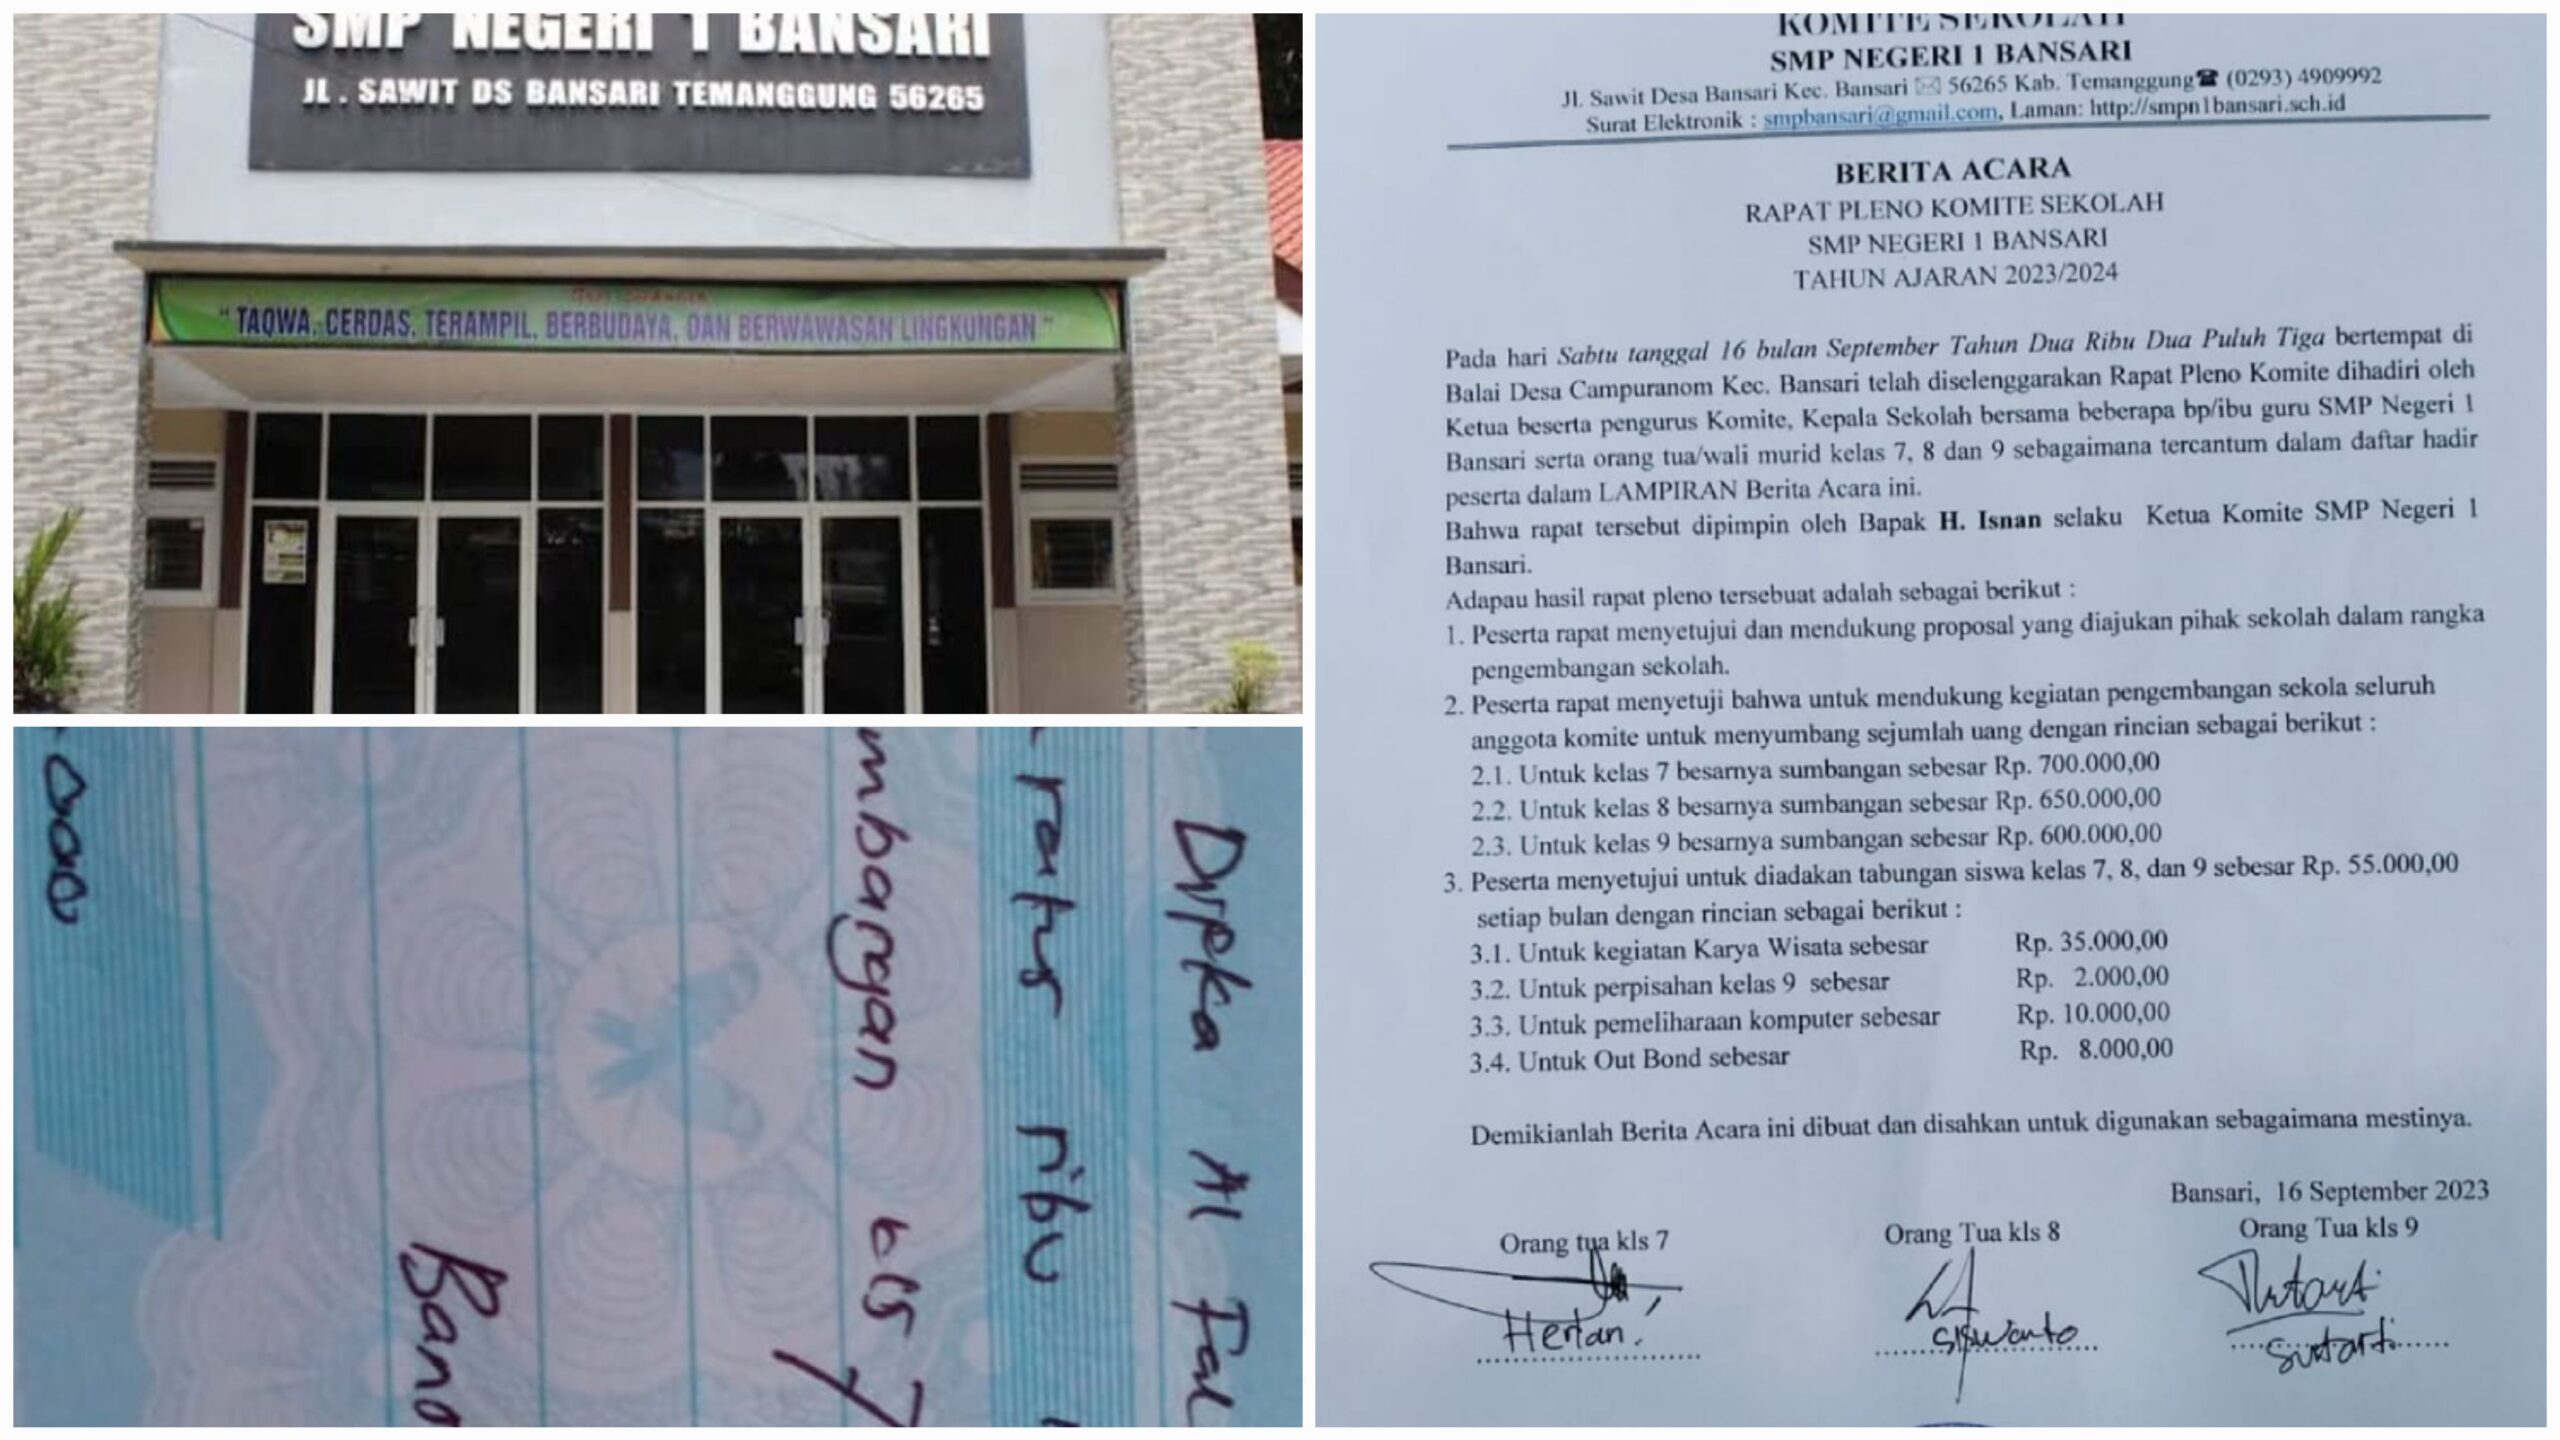 SMP NEGERI 1 BANSARI
JL. SAWIT DS BANSARI TEMANGGUNG 56265
" TAQWA, CERDAS, TERAMPIL, BERBUDAYA, DAN BERWAWASAN LINGKUNGAN "
Dipka Al
ratus ribu
mbangan kls 7
KOMITE SEKOLAH
SMP NEGERI 1 BANSARI
Jl. Sawit Desa Bansari Kec. Bansari ✉ 56265 Kab. Temanggung☎ (0293) 4909992
Surat Elektronik : smpbansari@gmail.com, Laman: http://smpn1bansari.sch.id
BERITA ACARA
RAPAT PLENO KOMITE SEKOLAH
SMP NEGERI 1 BANSARI
TAHUN AJARAN 2023/2024
Pada hari Sabtu tanggal 16 bulan September Tahun Dua Ribu Dua Puluh Tiga bertempat di
Balai Desa Campuranom Kec. Bansari telah diselenggarakan Rapat Pleno Komite dihadiri oleh
Ketua beserta pengurus Komite, Kepala Sekolah bersama beberapa bp/ibu guru SMP Negeri 1
Bansari serta orang tua/wali murid kelas 7, 8 dan 9 sebagaimana tercantum dalam daftar hadir
peserta dalam LAMPIRAN Berita Acara ini.
Bahwa rapat tersebut dipimpin oleh Bapak H. Isnan selaku Ketua Komite SMP Negeri 1
Bansari.
Adapau hasil rapat pleno tersebuat adalah sebagai berikut :
1. Peserta rapat menyetujui dan mendukung proposal yang diajukan pihak sekolah dalam rangka
pengembangan sekolah.
2. Peserta rapat menyetuji bahwa untuk mendukung kegiatan pengembangan sekola seluruh
anggota komite untuk menyumbang sejumlah uang dengan rincian sebagai berikut :
2.1. Untuk kelas 7 besarnya sumbangan sebesar Rp. 700.000,00
2.2. Untuk kelas 8 besarnya sumbangan sebesar Rp. 650.000,00
2.3. Untuk kelas 9 besarnya sumbangan sebesar Rp. 600.000,00
3. Peserta menyetujui untuk diadakan tabungan siswa kelas 7, 8, dan 9 sebesar Rp. 55.000,00
setiap bulan dengan rincian sebagai berikut :
3.1. Untuk kegiatan Karya Wisata sebesar Rp. 35.000,00
3.2. Untuk perpisahan kelas 9 sebesar Rp. 2.000,00
3.3. Untuk pemeliharaan komputer sebesar Rp. 10.000,00
3.4. Untuk Out Bond sebesar Rp. 8.000,00
Demikianlah Berita Acara ini dibuat dan disahkan untuk digunakan sebagaimana mestinya.
Bansari, 16 September 2023
Orang tua kls 7 Orang Tua kls 8 Orang Tua kls 9
Hertan. Siswanto Sutarti